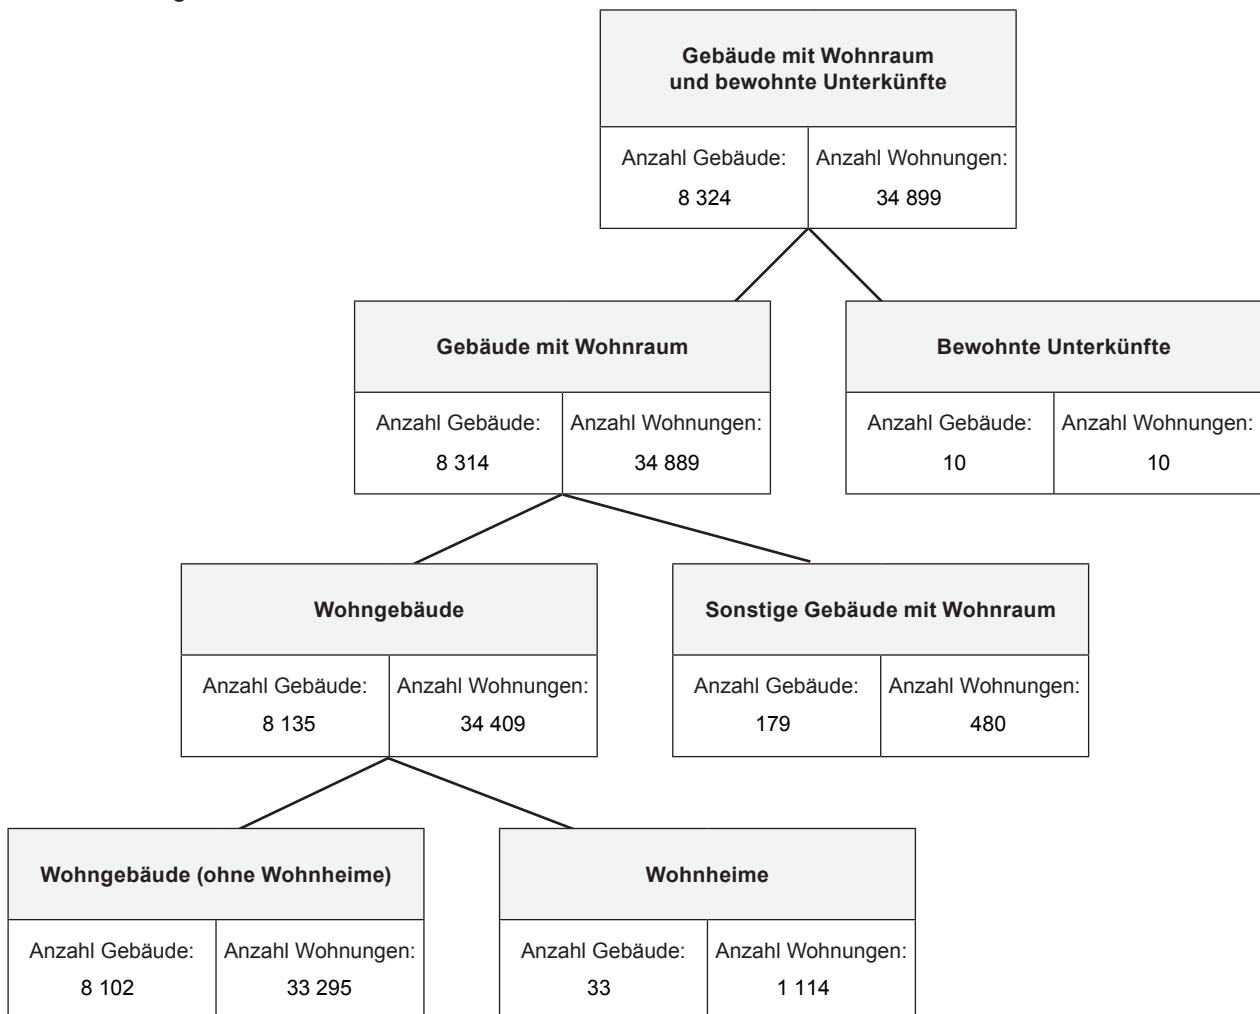 Gebäude mit Wohnraum
und bewohnte Unterkünfte
Anzahl Gebäude: Anzahl Wohnungen:
8 324 34 899
Gebäude mit Wohnraum
Anzahl Gebäude: Anzahl Wohnungen:
8 314 34 889
Bewohnte Unterkünfte
Anzahl Gebäude: Anzahl Wohnungen:
10 10
Wohngebäude
Anzahl Gebäude: Anzahl Wohnungen:
8 135 34 409
Sonstige Gebäude mit Wohnraum
Anzahl Gebäude: Anzahl Wohnungen:
179 480
Wohngebäude (ohne Wohnheime)
Anzahl Gebäude: Anzahl Wohnungen:
8 102 33 295
Wohnheime
Anzahl Gebäude: Anzahl Wohnungen:
33 1 114